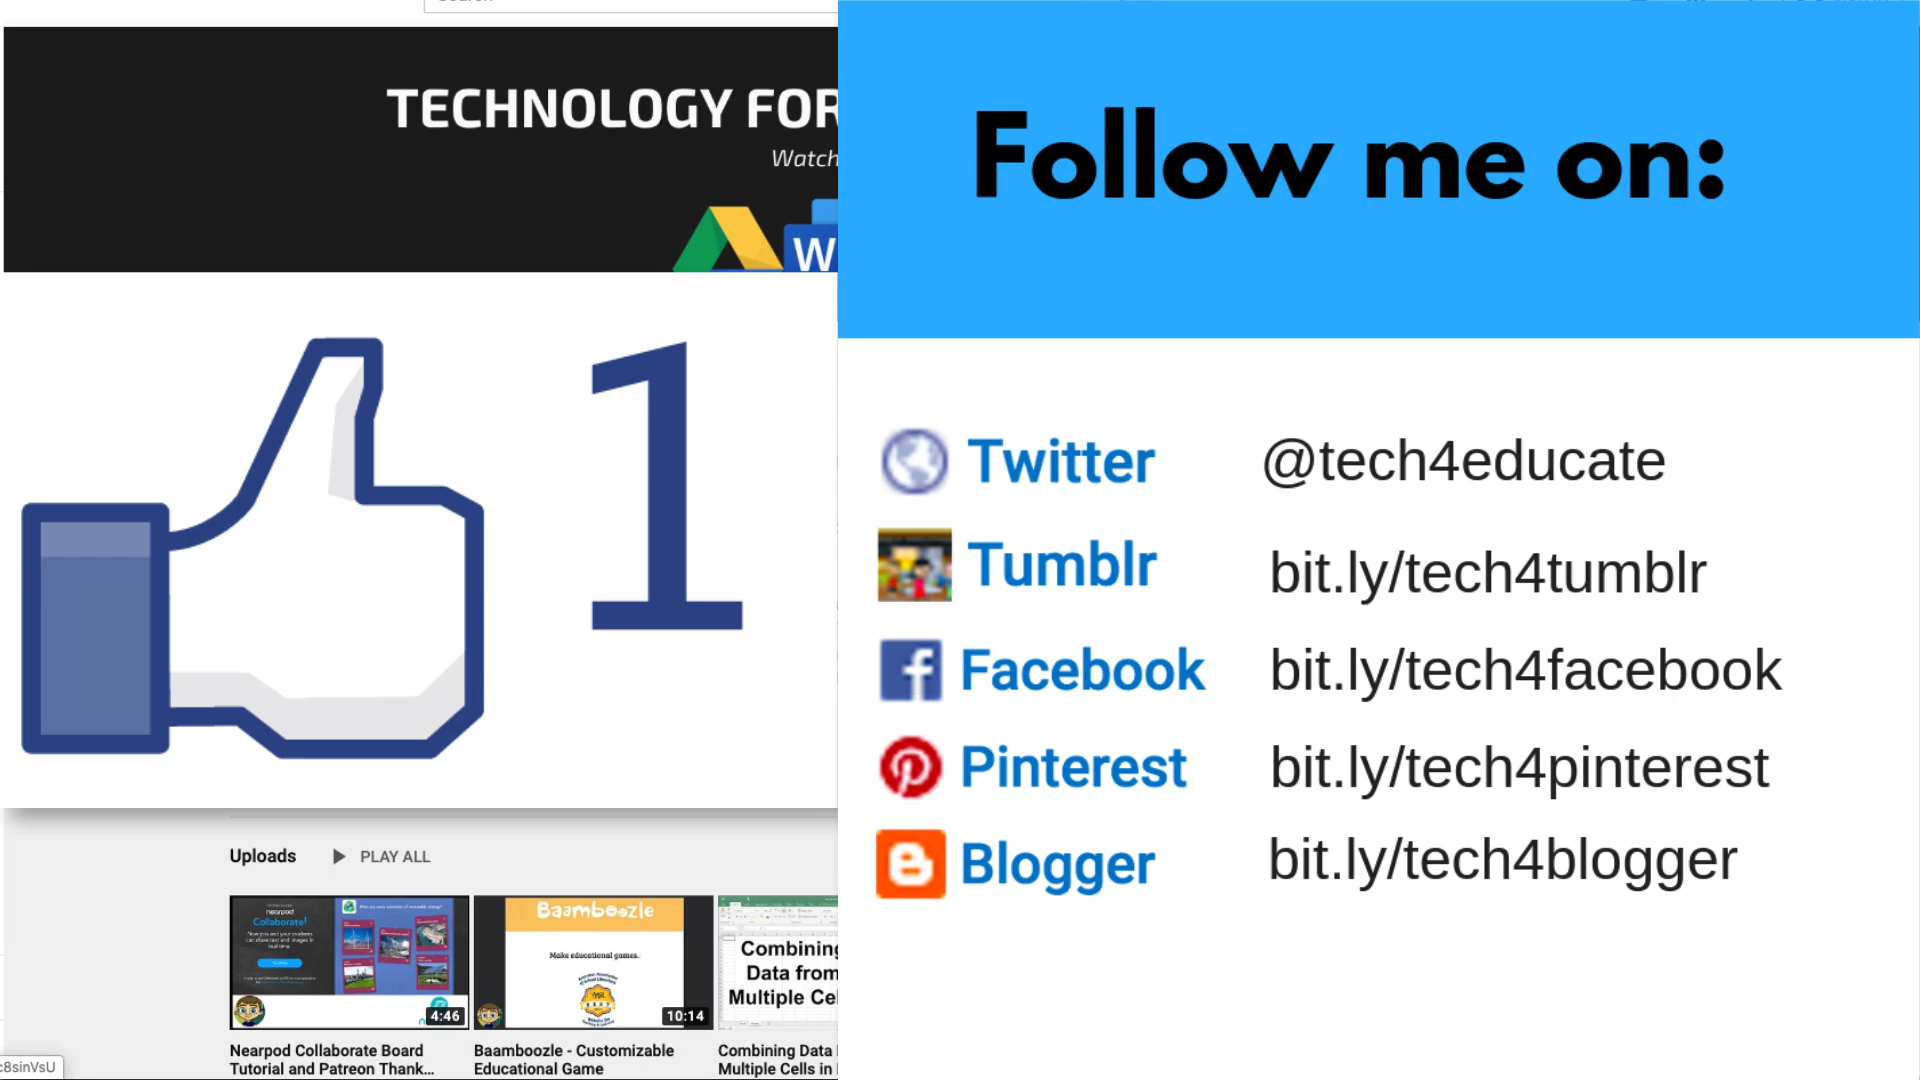 TECHNOLOGY FOR
Watch
W
1
Follow me on:
Twitter @tech4educate
Tumblr bit.ly/tech4tumblr
Facebook bit.ly/tech4facebook
Pinterest bit.ly/tech4pinterest
Blogger bit.ly/tech4blogger
Uploads PLAY ALL
nearpod
Collaborate!
4:46
Baamboozle
Make educational games.
10:14
Combining
Data from
Multiple Ce
Nearpod Collaborate Board
Tutorial and Patreon Thank...
Baamboozle - Customizable
Educational Game
Combining Data
Multiple Cells in
c8sinVsU